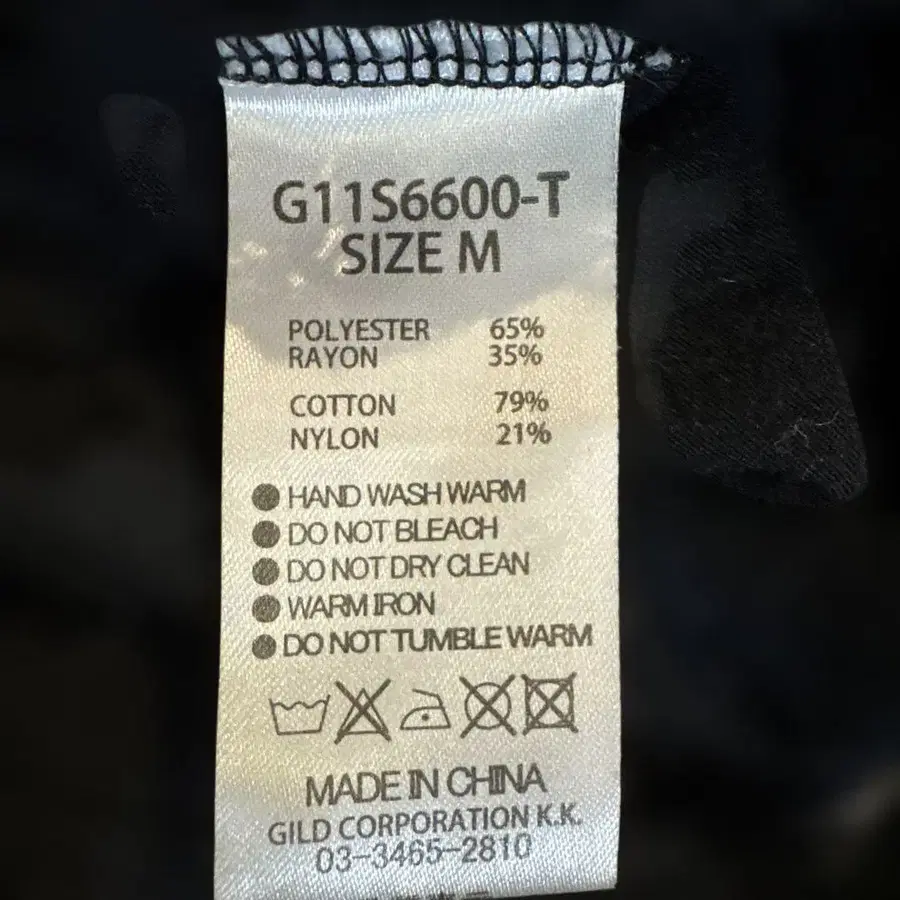 G11S6600-T
SIZE M
POLYESTER 65%
RAYON 35%
COTTON 79%
NYLON 21%
● HAND WASH WARM
● DO NOT BLEACH
● DO NOT DRY CLEAN
● WARM IRON
● DO NOT TUMBLE WARM
MADE IN CHINA
GILD CORPORATION K.K.
03-3465-2810